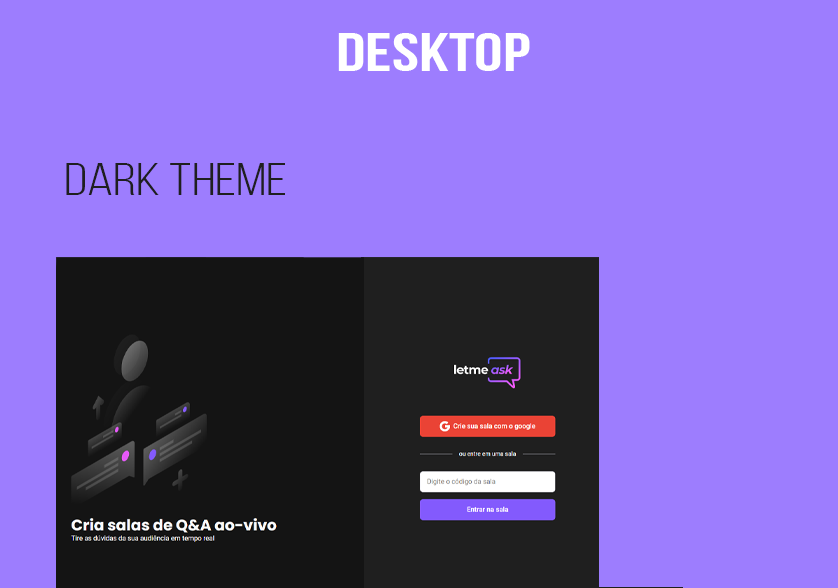 DESKTOP
DARK THEME
letme ask
Crie sua sala com o google
ou entre em uma sala
Digite o código da sala
Entrar na sala
Cria salas de Q&A ao-vivo
Tire as dúvidas da sua audiência em tempo real